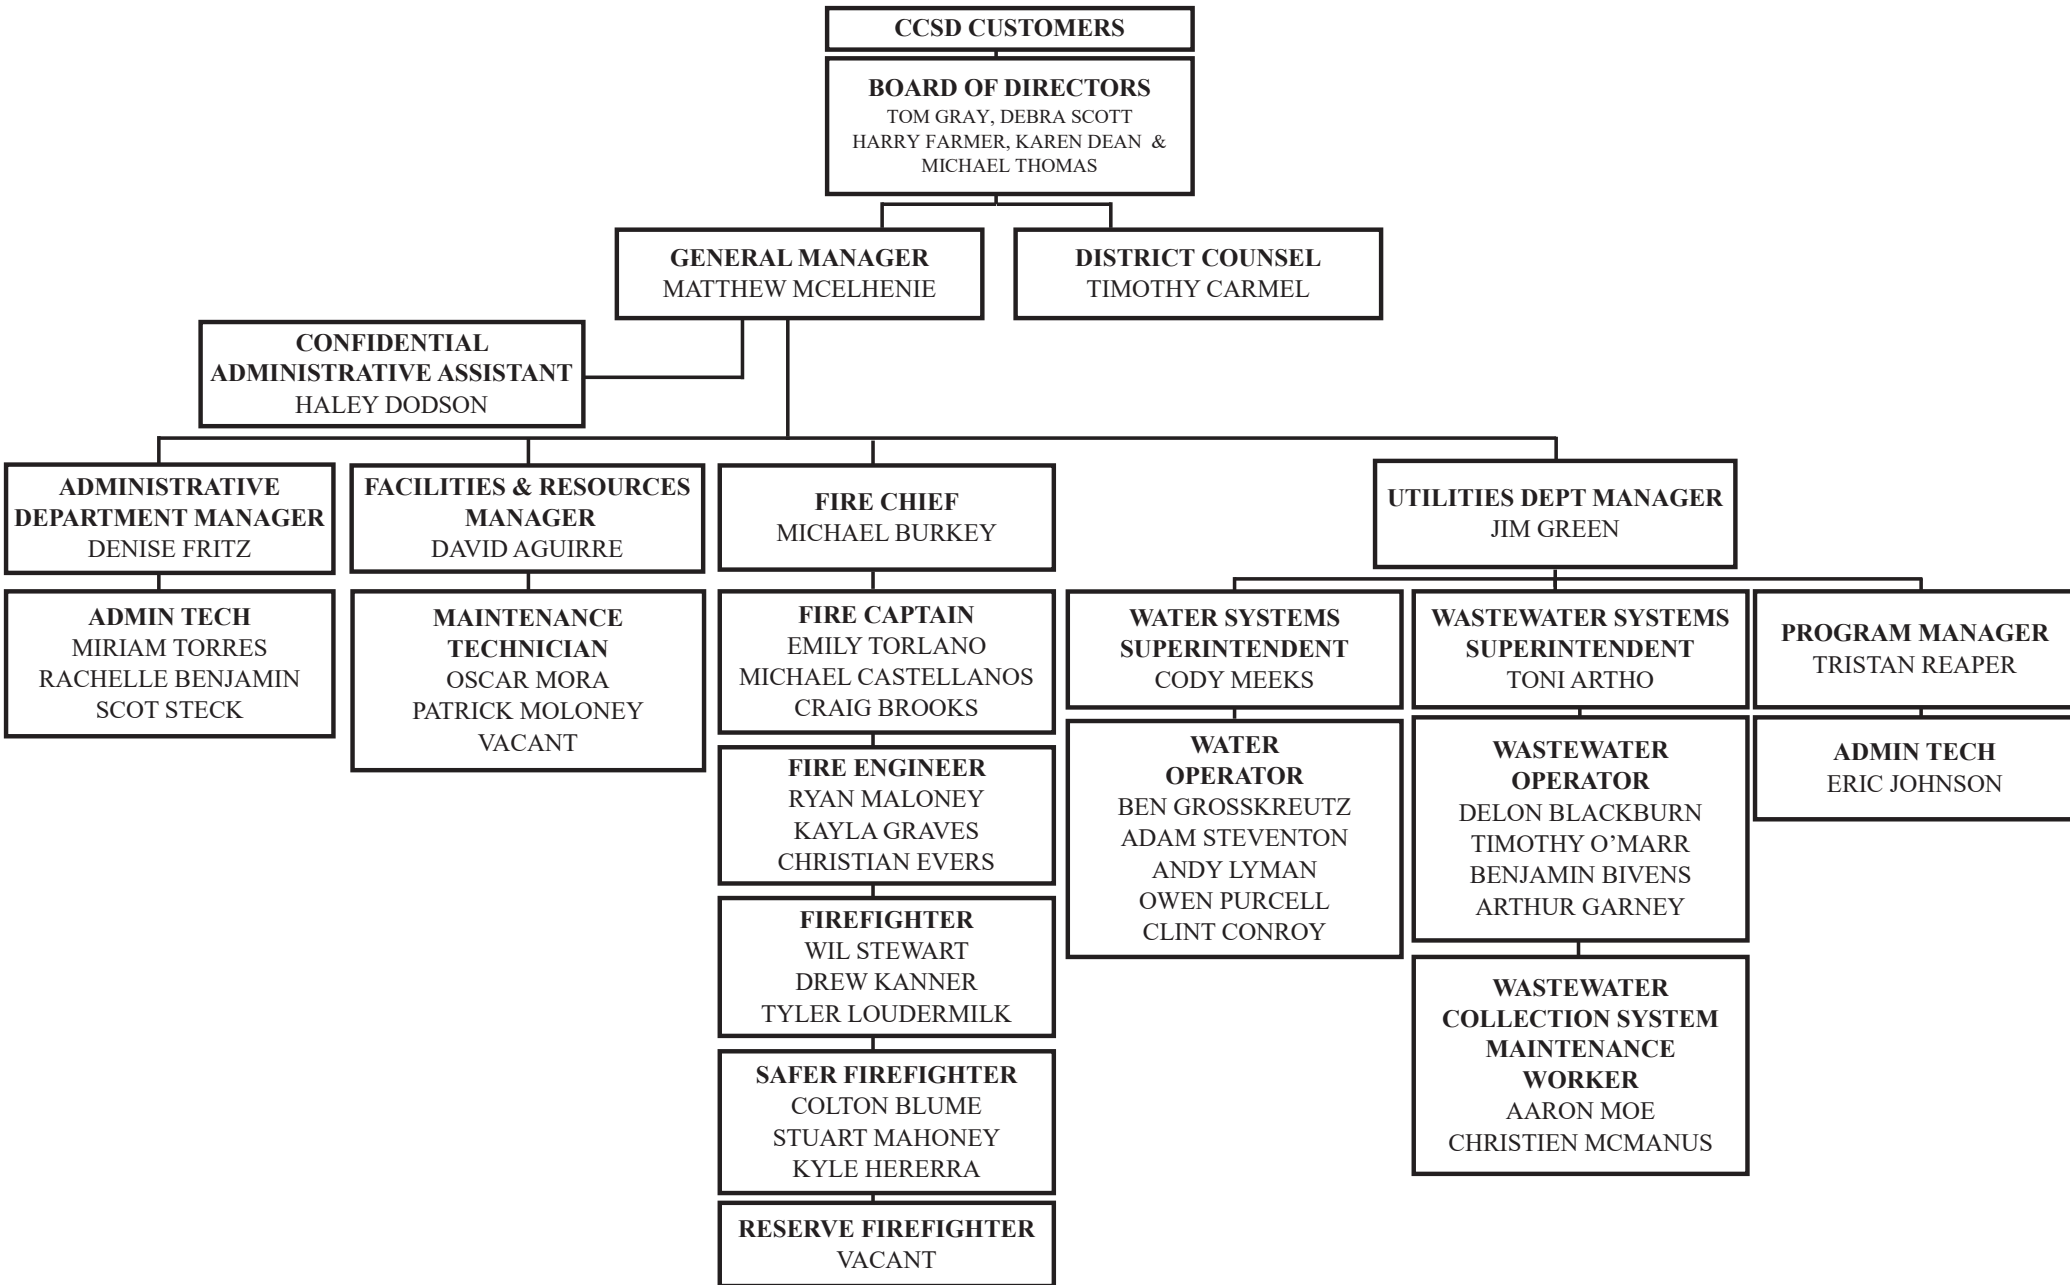 CCSD CUSTOMERS
BOARD OF DIRECTORS
TOM GRAY, DEBRA SCOTT
HARRY FARMER, KAREN DEAN &
MICHAEL THOMAS
GENERAL MANAGER
MATTHEW MCELHENIE
DISTRICT COUNSEL
TIMOTHY CARMEL
CONFIDENTIAL
ADMINISTRATIVE ASSISTANT
HALEY DODSON
ADMINISTRATIVE
DEPARTMENT MANAGER
DENISE FRITZ
FACILITIES & RESOURCES
MANAGER
DAVID AGUIRRE
FIRE CHIEF
MICHAEL BURKEY
UTILITIES DEPT MANAGER
JIM GREEN
ADMIN TECH
MIRIAM TORRES
RACHELLE BENJAMIN
SCOT STECK
MAINTENANCE
TECHNICIAN
OSCAR MORA
PATRICK MOLONEY
VACANT
FIRE CAPTAIN
EMILY TORLANO
MICHAEL CASTELLANOS
CRAIG BROOKS
WATER SYSTEMS
SUPERINTENDENT
CODY MEEKS
WASTEWATER SYSTEMS
SUPERINTENDENT
TONI ARTHO
PROGRAM MANAGER
TRISTAN REAPER
FIRE ENGINEER
RYAN MALONEY
KAYLA GRAVES
CHRISTIAN EVERS
WATER
OPERATOR
BEN GROSSKREUTZ
ADAM STEVENTON
ANDY LYMAN
OWEN PURCELL
CLINT CONROY
WASTEWATER
OPERATOR
DELON BLACKBURN
TIMOTHY O’MARR
BENJAMIN BIVENS
ARTHUR GARNEY
ADMIN TECH
ERIC JOHNSON
FIREFIGHTER
WIL STEWART
DREW KANNER
TYLER LOUDERMILK
WASTEWATER
COLLECTION SYSTEM
MAINTENANCE
WORKER
AARON MOE
CHRISTIEN MCMANUS
SAFER FIREFIGHTER
COLTON BLUME
STUART MAHONEY
KYLE HERERRA
RESERVE FIREFIGHTER
VACANT